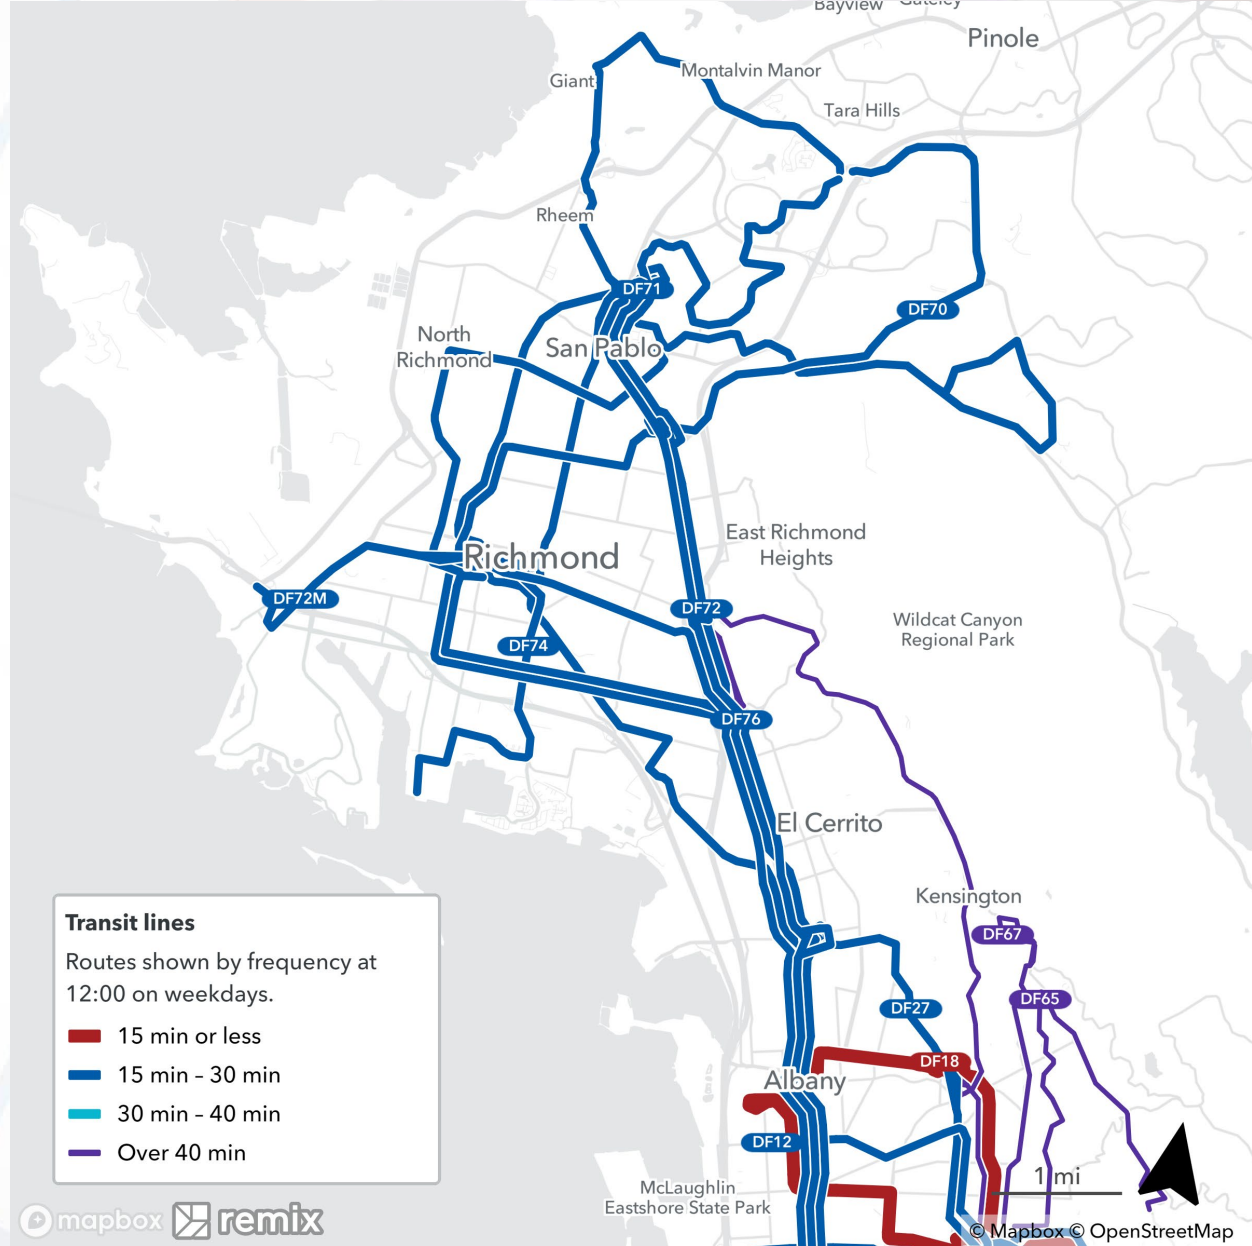 Bayview
Gateley
Pinole
Giant
Montalvin Manor
Tara Hills
Rheem
DF71
DF70
North
Richmond
San Pablo
East Richmond
Heights
Richmond
DF72M
DF72
Wildcat Canyon
Regional Park
DF74
DF76
El Cerrito
Kensington
DF67
DF65
DF27
DF18
Albany
DF12
McLaughlin
Eastshore State Park
1 mi
Transit lines
Routes shown by frequency at
12:00 on weekdays.
15 min or less
15 min – 30 min
30 min – 40 min
Over 40 min
mapbox remix
© Mapbox © OpenStreetMap